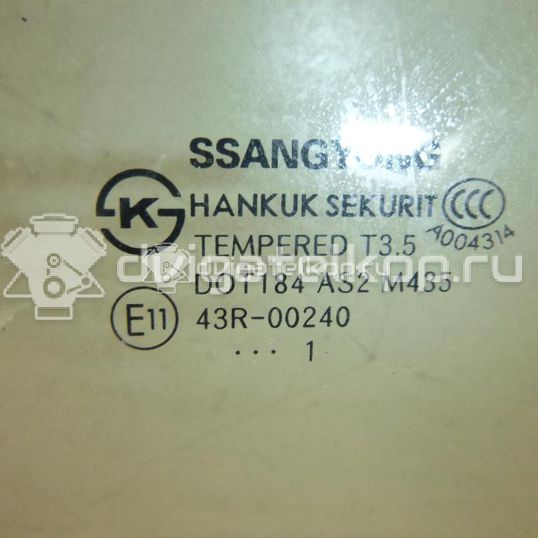 SSANGYONG
K S HANKUK SEKURIT CCC
TEMPERED T3.5 A004314
DOT184 AS2 M435
E11 43R-00240
... 1